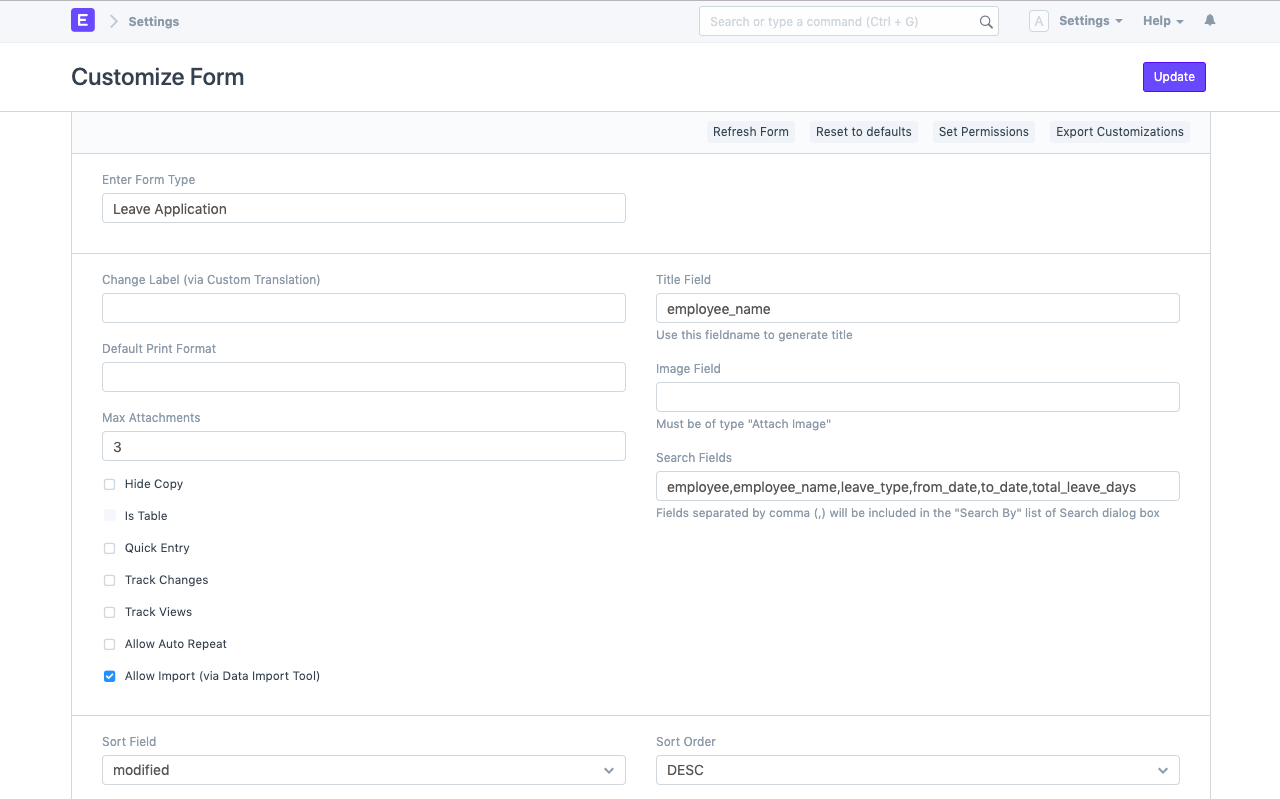 E
Settings
Search or type a command (Ctrl + G)
A
Settings
Help
Customize Form
Update
Refresh Form
Reset to defaults
Set Permissions
Export Customizations
Enter Form Type
Leave Application
Change Label (via Custom Translation)
Default Print Format
Max Attachments
3
Hide Copy
Is Table
Quick Entry
Track Changes
Track Views
Allow Auto Repeat
Allow Import (via Data Import Tool)
Title Field
employee_name
Use this fieldname to generate title
Image Field
Must be of type "Attach Image"
Search Fields
employee,employee_name,leave_type,from_date,to_date,total_leave_days
Fields separated by comma (,) will be included in the "Search By" list of Search dialog box
Sort Field
modified
Sort Order
DESC